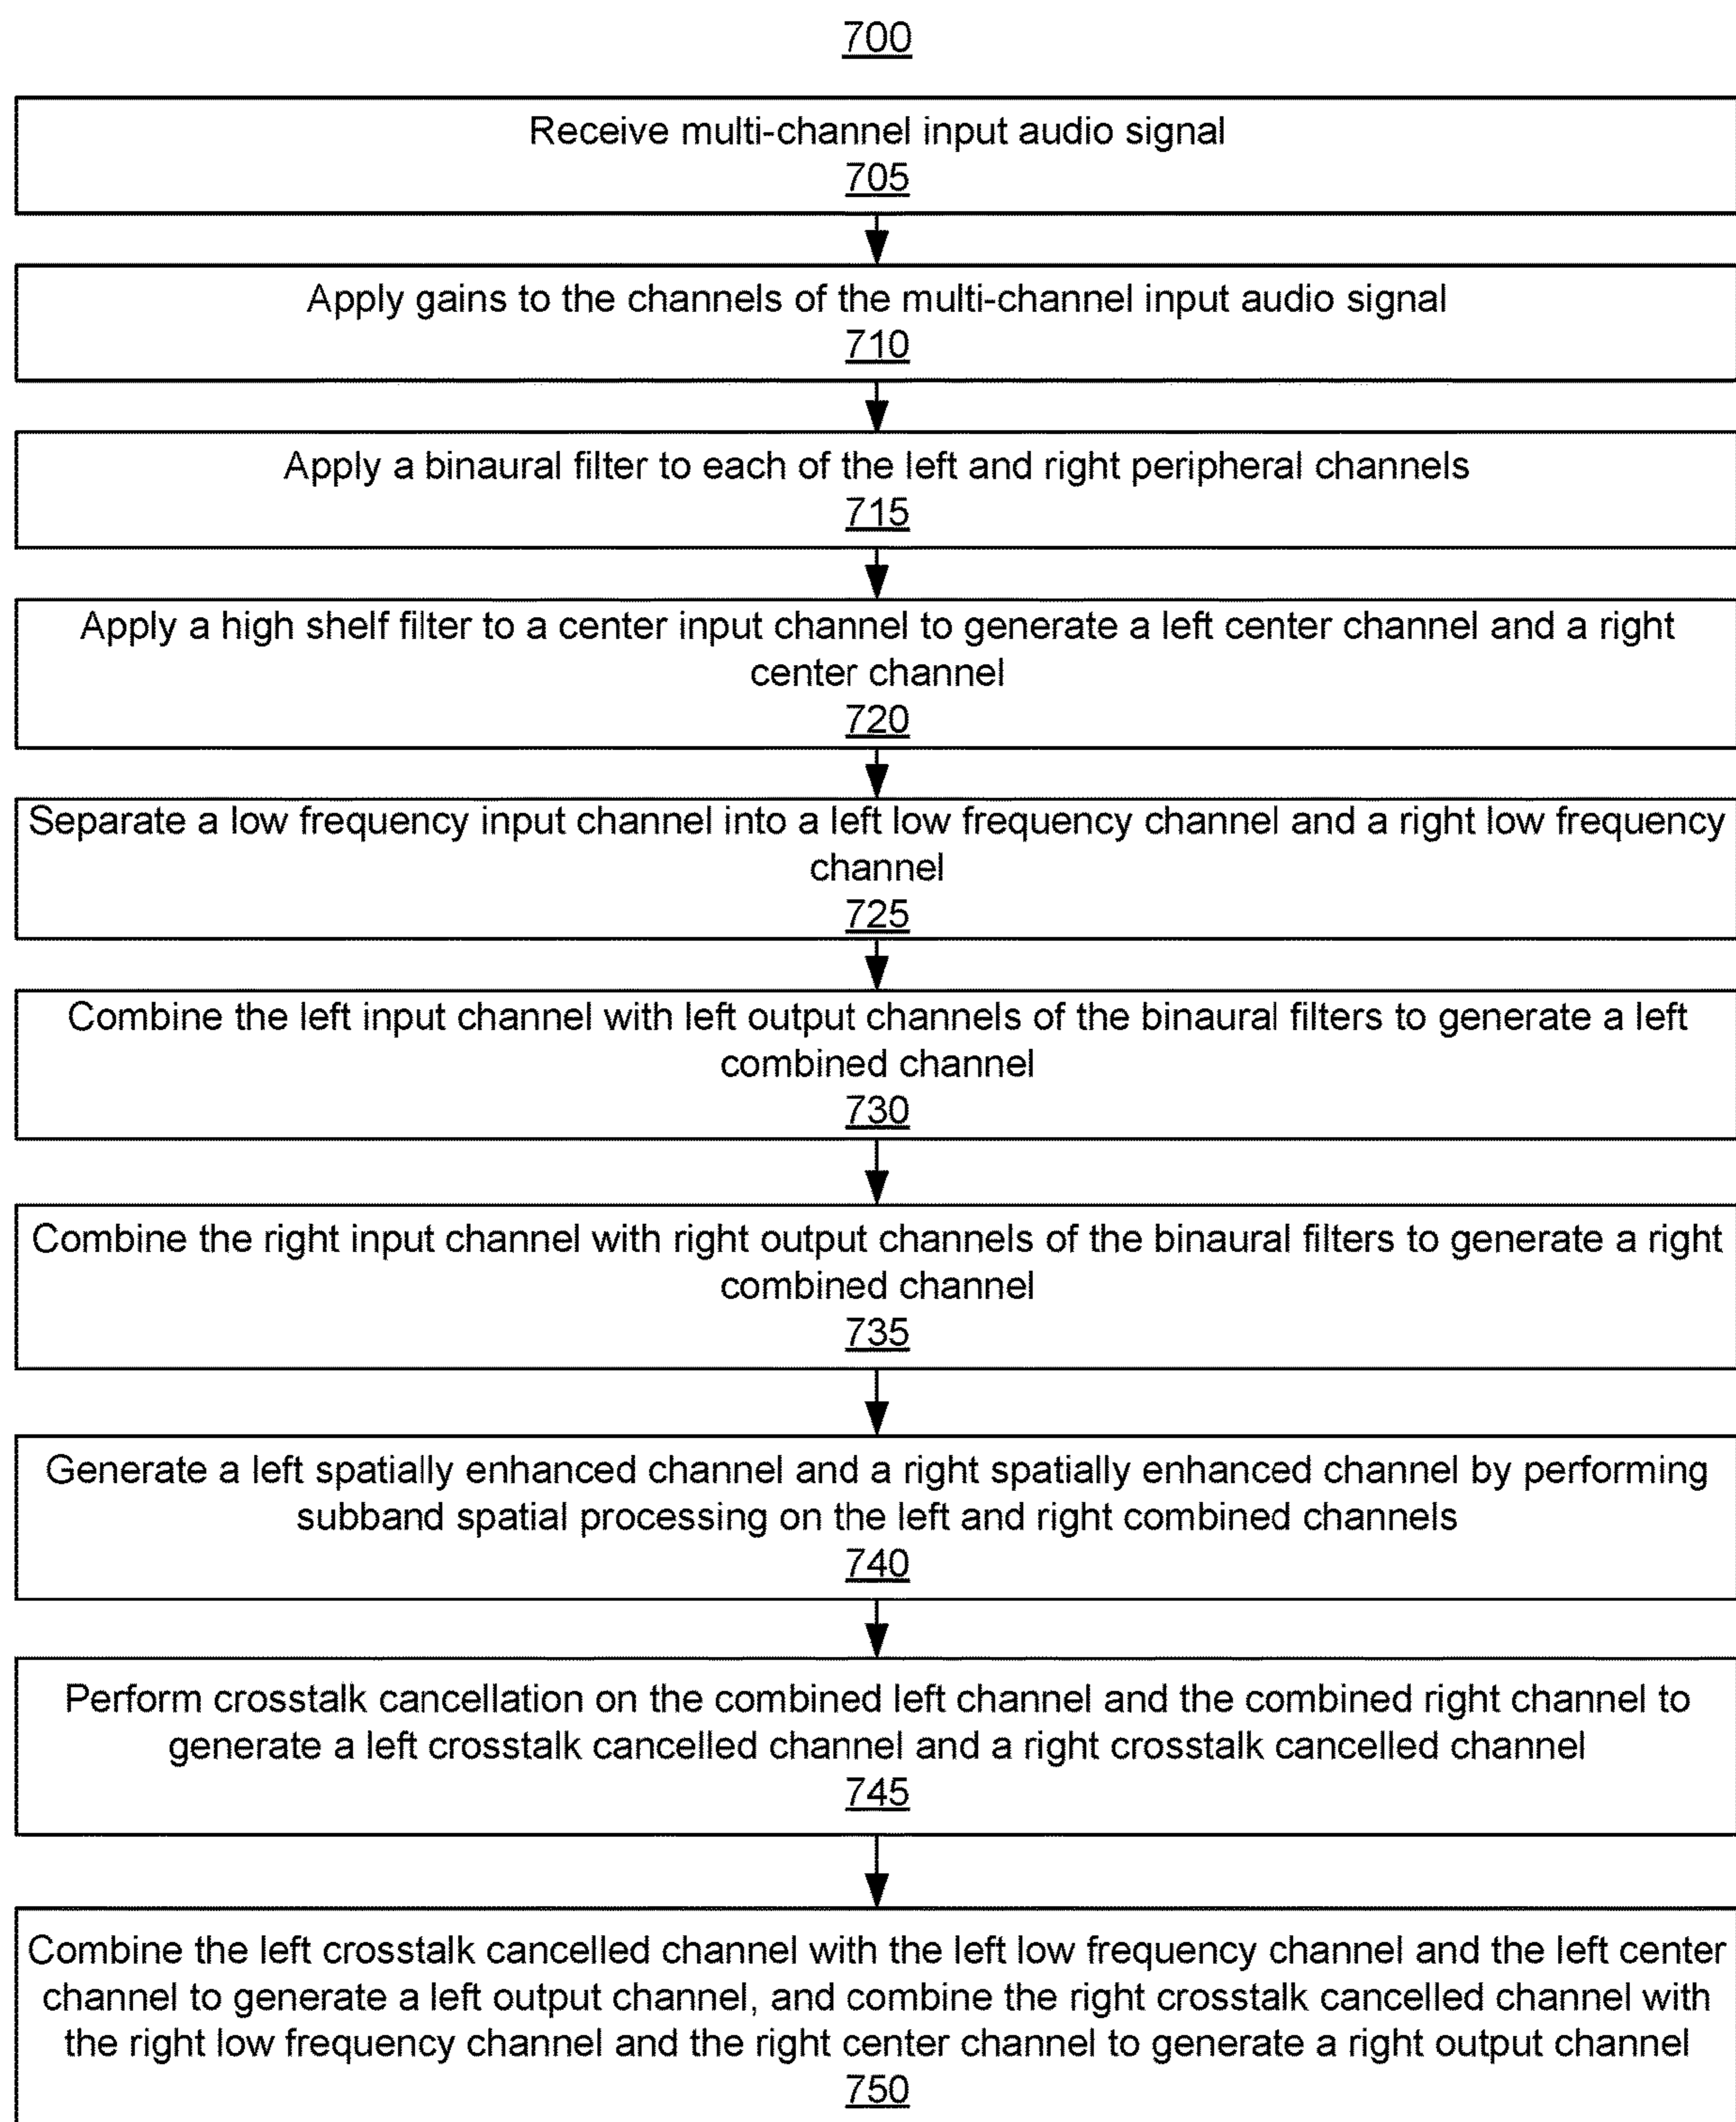 700
Receive multi-channel input audio signal
705
Apply gains to the channels of the multi-channel input audio signal
710
Apply a binaural filter to each of the left and right peripheral channels
715
Apply a high shelf filter to a center input channel to generate a left center channel and a right
center channel
720
Separate a low frequency input channel into a left low frequency channel and a right low frequency
channel
725
Combine the left input channel with left output channels of the binaural filters to generate a left
combined channel
730
Combine the right input channel with right output channels of the binaural filters to generate a right
combined channel
735
Generate a left spatially enhanced channel and a right spatially enhanced channel by performing
subband spatial processing on the left and right combined channels
740
Perform crosstalk cancellation on the combined left channel and the combined right channel to
generate a left crosstalk cancelled channel and a right crosstalk cancelled channel
745
Combine the left crosstalk cancelled channel with the left low frequency channel and the left center
channel to generate a left output channel, and combine the right crosstalk cancelled channel with
the right low frequency channel and the right center channel to generate a right output channel
750